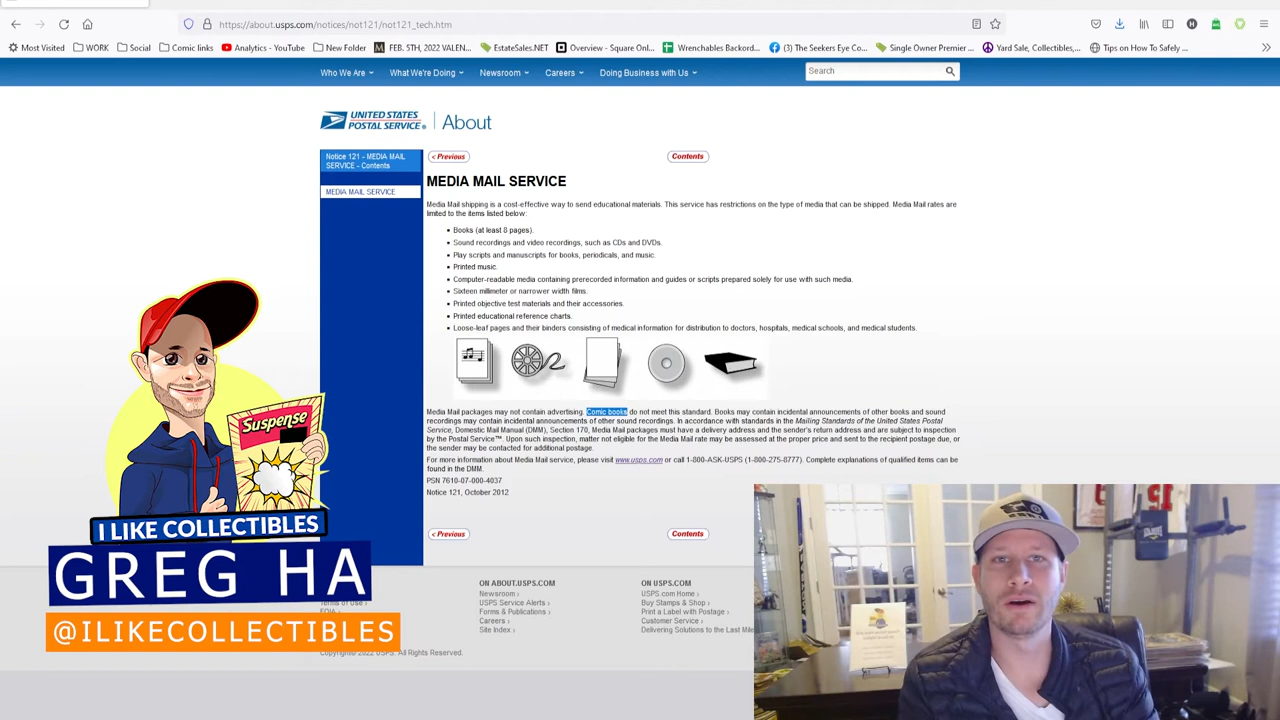 https://about.usps.com/notices/not121/not121_tech.htm
Most Visited WORK Social Comic links Analytics - YouTube New Folder FEB. 5TH, 2022 VALEN... EstateSales.NET Overview - Square Onl... Wrenchables Backord... (3) The Seekers Eye Co... Single Owner Premier ... Yard Sale, Collectibles,... Tips on How To Safely ...
Who We Are What We're Doing Newsroom Careers Doing Business with Us Search
UNITED STATES
POSTAL SERVICE® About
Notice 121 - MEDIA MAIL
SERVICE - Contents
MEDIA MAIL SERVICE
< Previous Contents
MEDIA MAIL SERVICE
Media Mail shipping is a cost-effective way to send educational materials. This service has restrictions on the type of media that can be shipped. Media Mail rates are
limited to the items listed below:
Books (at least 8 pages).
Sound recordings and video recordings, such as CDs and DVDs.
Play scripts and manuscripts for books, periodicals, and music.
Printed music.
Computer-readable media containing prerecorded information and guides or scripts prepared solely for use with such media.
Sixteen millimeter or narrower width films.
Printed objective test materials and their accessories.
Printed educational reference charts.
Loose-leaf pages and their binders consisting of medical information for distribution to doctors, hospitals, medical schools, and medical students.
Media Mail packages may not contain advertising. Comic books do not meet this standard. Books may contain incidental announcements of other books and sound
recordings may contain incidental announcements of other sound recordings. In accordance with standards in the Mailing Standards of the United States Postal
Service, Domestic Mail Manual (DMM), Section 170, Media Mail packages must have a delivery address and the sender's return address and are subject to inspection
by the Postal Service™. Upon such inspection, matter not eligible for the Media Mail rate may be assessed at the proper price and sent to the recipient postage due, or
the sender may be contacted for additional postage.
For more information about Media Mail service, please visit www.usps.com or call 1-800-ASK-USPS (1-800-275-8777). Complete explanations of qualified items can be
found in the DMM.
PSN 7610-07-000-4037
Notice 121, October 2012
< Previous Contents
Suspense
I LIKE COLLECTIBLES
GREG HA
@ILIKECOLLECTIBLES
Terms of Use ›
FOIA ›
ON ABOUT.USPS.COM
Newsroom ›
USPS Service Alerts ›
Forms & Publications ›
Careers ›
Site Index ›
ON USPS.COM
USPS.com Home ›
Buy Stamps & Shop ›
Print a Label with Postage ›
Customer Service ›
Delivering Solutions to the Last Mile
Copyright© 2022 USPS. All Rights Reserved.